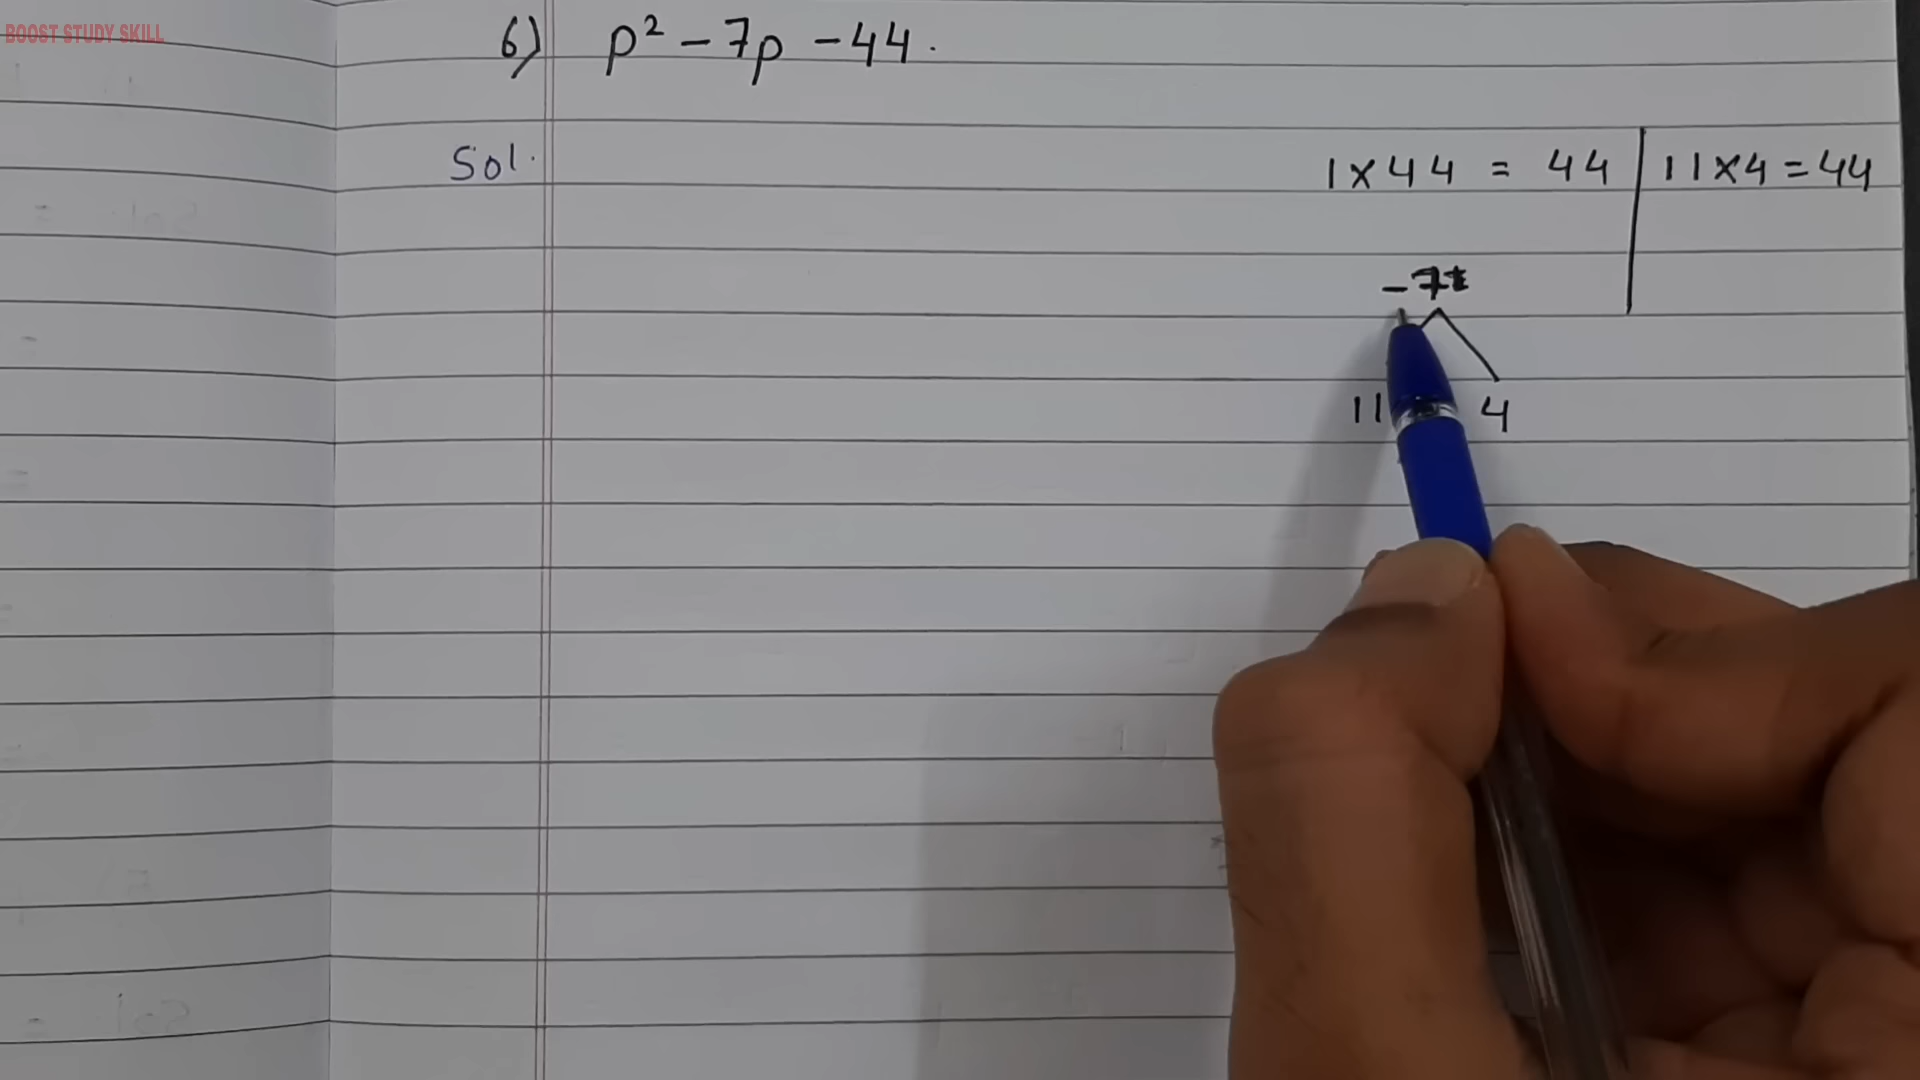 BOOST STUDY SKILL
6) p² - 7p - 44.
Sol. 1 x 44 = 44 | 11 x 4 = 44
-7
11 4